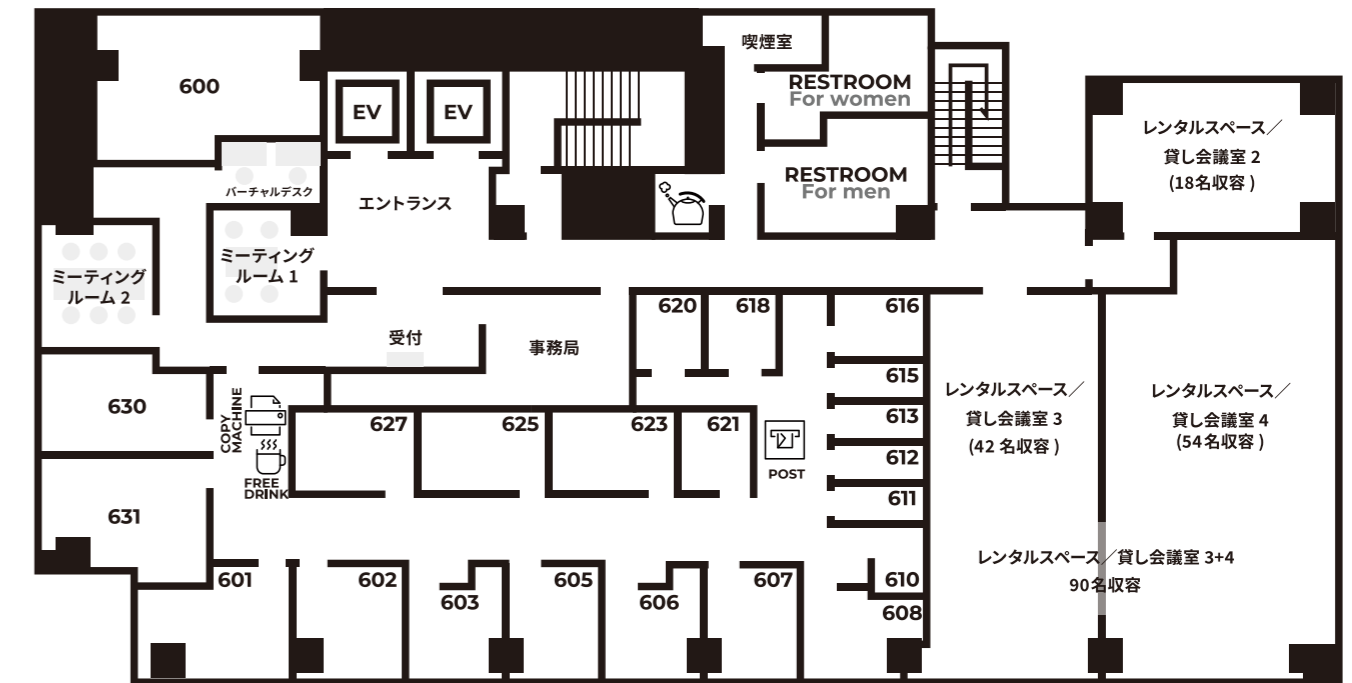 600
EV
EV
喫煙室
RESTROOM
For women
RESTROOM
For men
レンタルスペース／
貸し会議室 2
(18名収容 )
バーチャルデスク
エントランス
ミーティング
ルーム 1
ミーティング
ルーム 2
受付
事務局
620
618
616
615
613
612
611
610
608
630
COPY
MACHINE
FREE
DRINK
627
625
623
621
POST
レンタルスペース／
貸し会議室 3
(42 名収容 )
レンタルスペース／
貸し会議室 4
(54名収容 )
レンタルスペース／貸し会議室 3+4
90名収容
631
601
602
603
605
606
607